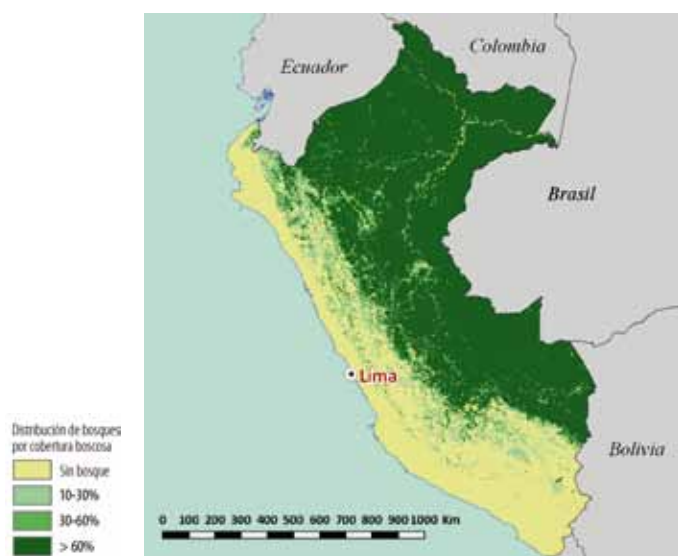 Colombia
Ecuador
Brasil
Lima
Bolivia
Distribución de bosques
por cobertura boscosa
Sin bosque
10-30%
30-60%
> 60%
0 100 200 300 400 500 600 700 800 900 1000 Km